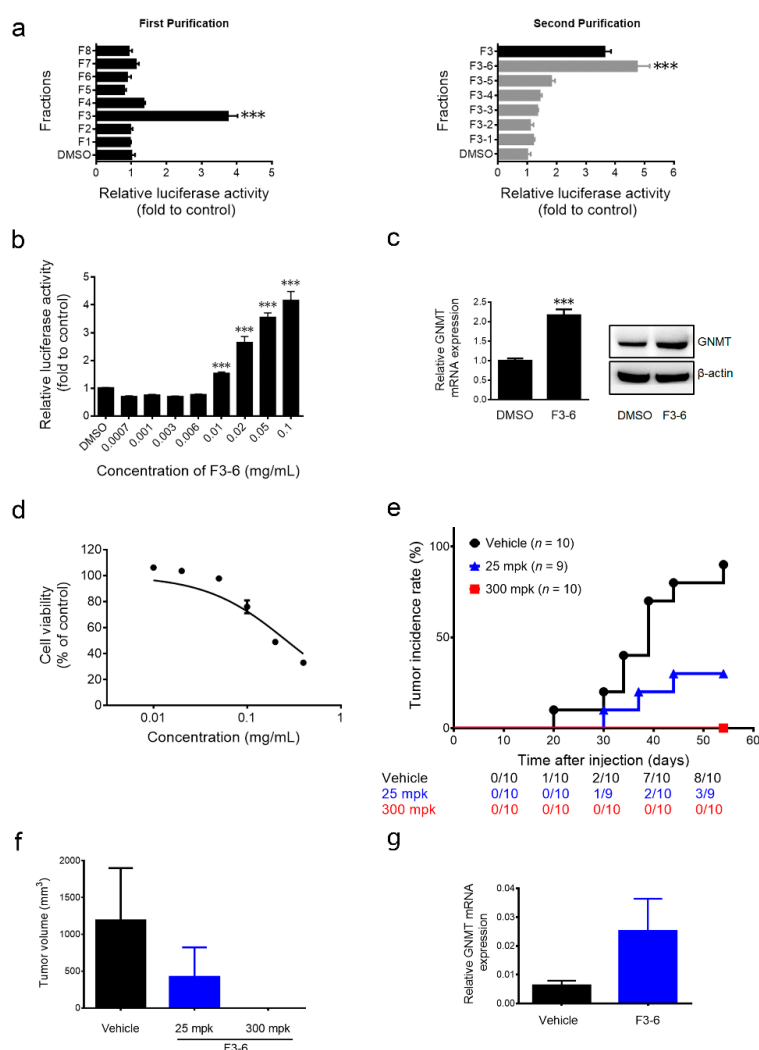 a
First Purification
Fractions
F8
F7
F6
F5
F4
F3
F2
F1
DMSO
***
0 1 2 3 4 5
Relative luciferase activity
(fold to control)
Second Purification
Fractions
F3
F3-6
F3-5
F3-4
F3-3
F3-2
F3-1
DMSO
***
0 1 2 3 4 5 6
Relative luciferase activity
(fold to control)
b
Relative luciferase activity
(fold to control)
5
4
3
2
1
0
*** *** *** ***
DMSO 0.0007 0.001 0.003 0.006 0.01 0.02 0.05 0.1
Concentration of F3-6 (mg/mL)
c
Relative GNMT
mRNA expression
2.5
2.0
1.5
1.0
0.5
0.0
***
DMSO F3-6
GNMT
β-actin
DMSO F3-6
d
Cell viability
(% of control)
120
100
80
60
40
20
0
0.01 0.1 1
Concentration (mg/mL)
e
Tumor incidence rate (%)
100
50
0
Vehicle (n = 10)
25 mpk (n = 9)
300 mpk (n = 10)
0 10 20 30 40 50 60
Time after injection (days)
Vehicle 0/10 1/10 2/10 7/10 8/10
25 mpk 0/10 0/10 1/9 2/10 3/9
300 mpk 0/10 0/10 0/10 0/10 0/10
f
Tumor volume (mm³)
2000
1500
1000
500
0
Vehicle 25 mpk 300 mpk
F3-6
g
Relative GNMT mRNA
expression
0.04
0.03
0.02
0.01
0.00
Vehicle F3-6